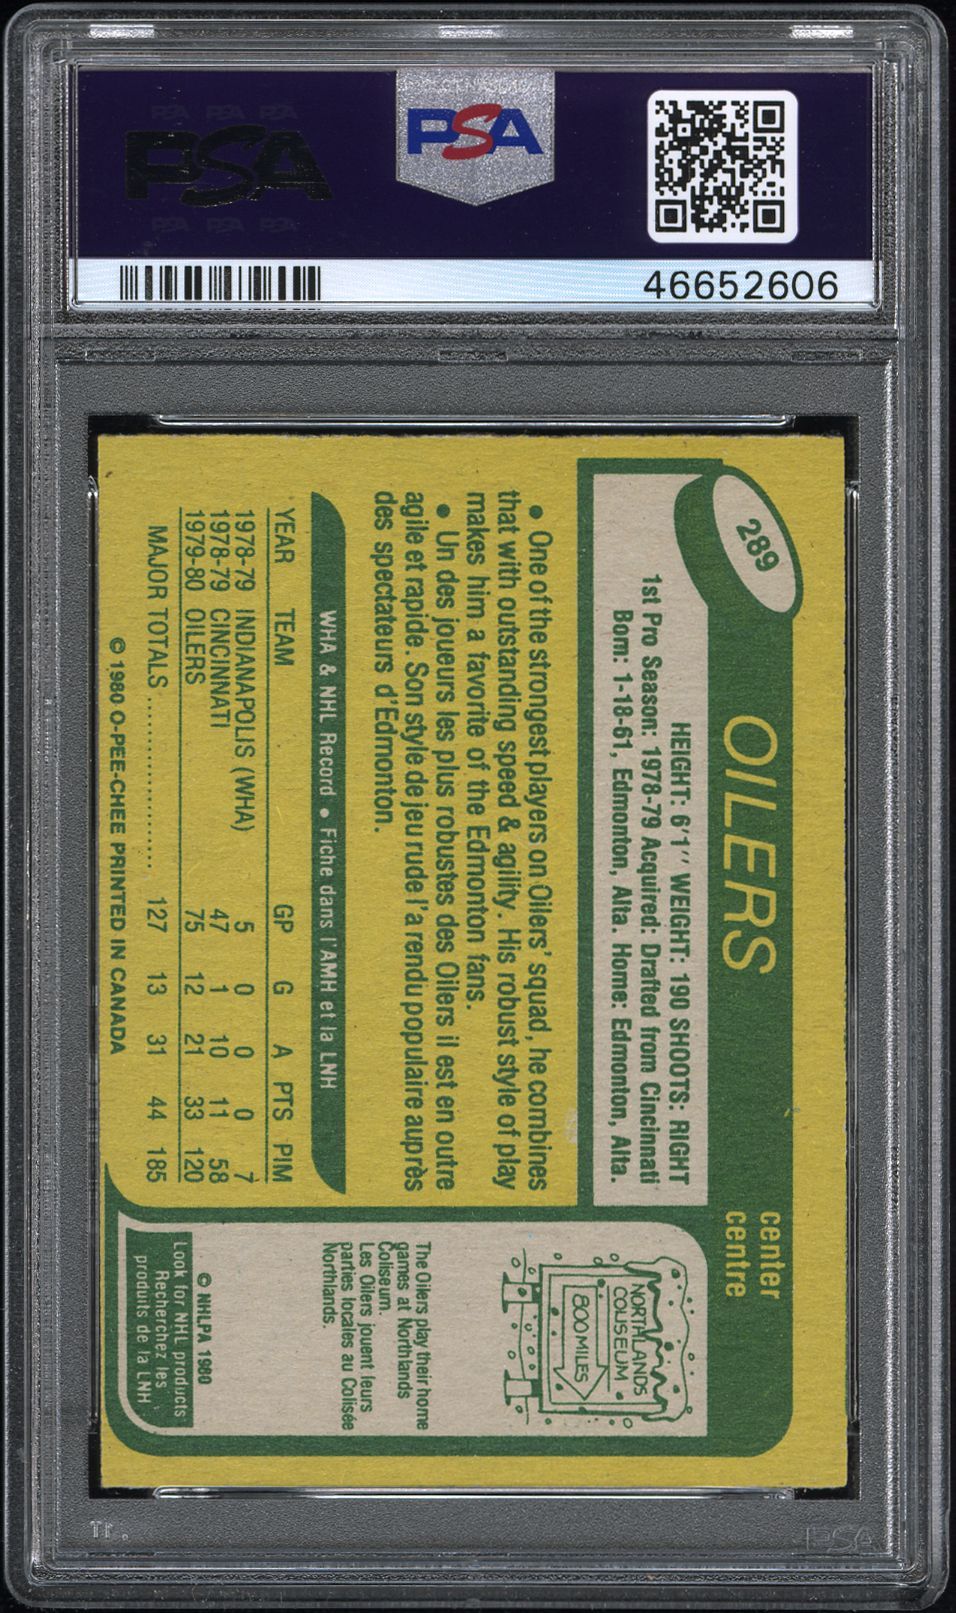 PSA PSA PSA
PSA
PSA PSA PSA
PSA
46652606
289
OILERS
center
centre
HEIGHT: 6'1" WEIGHT: 190 SHOOTS: RIGHT
1st Pro Season: 1978-79 Acquired: Drafted from Cincinnati
Born: 1-18-61, Edmonton, Alta. Home: Edmonton, Alta.
• One of the strongest players on Oilers' squad, he combines
that with outstanding speed & agility. His robust style of play
makes him a favorite of the Edmonton fans.
• Un des joueurs les plus robustes des Oilers il est en outre
agile et rapide. Son style de jeu rude l'a rendu populaire auprès
des spectateurs d'Edmonton.
WHA & NHL Record • Fiche dans l'AMH et la LNH
YEAR TEAM GP G A PTS PIM
1978-79 INDIANAPOLIS (WHA) 5 0 0 0 7
1978-79 CINCINNATI 47 1 10 11 58
1979-80 OILERS 75 12 21 33 120
MAJOR TOTALS .................... 127 13 31 44 185
© 1980 O-PEE-CHEE PRINTED IN CANADA
NORTHLANDS
COLISEUM
800 MILES
The Oilers play their home
games at Northlands
Coliseum.
Les Oilers jouent leurs
parties locales au Colisée
Northlands.
© NHLPA 1980
Look for NHL products
Recherchez les
produits de la LNH
PSA